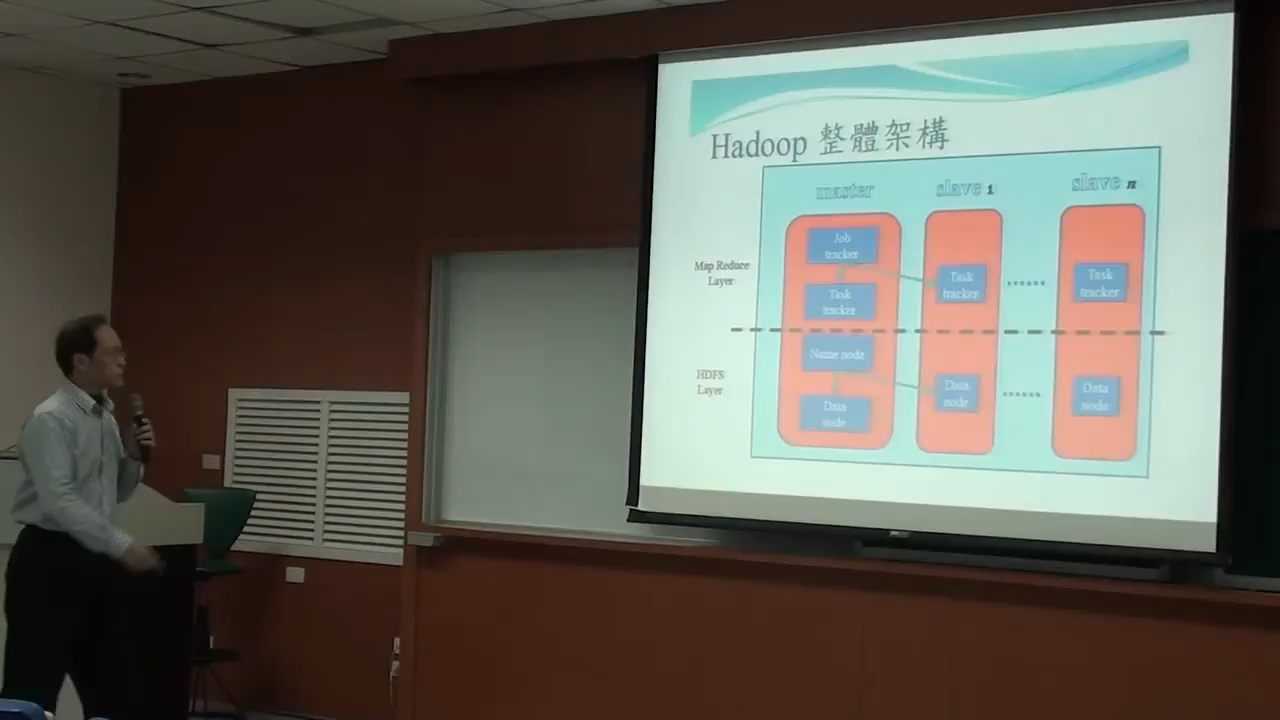 Hadoop 整體架構
master
slave 1
slave n
Map Reduce
Layer
Job
tracker
Task
tracker
Task
tracker
......
Task
tracker
HDFS
Layer
Name node
Data
node
Data
node
......
Data
node